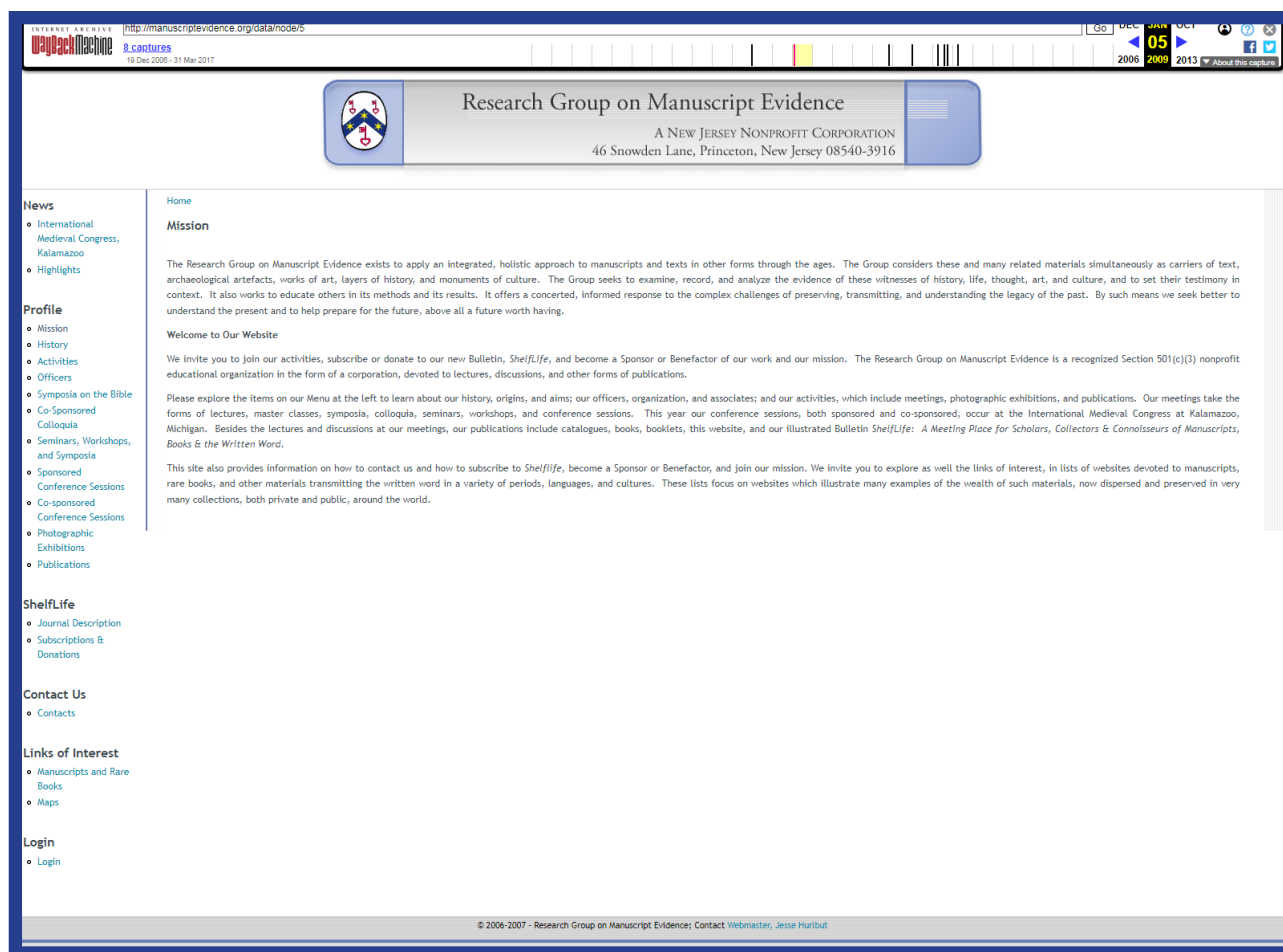 INTERNET ARCHIVE
WayBackMachine
http://manuscriptevidence.org/data/node/5
Go
DEC JAN OCT
8 captures
05
19 Dec 2006 - 31 Mar 2017
2006 2009 2013
About this capture
Research Group on Manuscript Evidence
A New Jersey Nonprofit Corporation
46 Snowden Lane, Princeton, New Jersey 08540-3916
News
International
Medieval Congress,
Kalamazoo
Highlights
Profile
Mission
History
Activities
Officers
Symposia on the Bible
Co-Sponsored
Colloquia
Seminars, Workshops,
and Symposia
Sponsored
Conference Sessions
Co-sponsored
Conference Sessions
Photographic
Exhibitions
Publications
ShelfLife
Journal Description
Subscriptions &
Donations
Contact Us
Contacts
Links of Interest
Manuscripts and Rare
Books
Maps
Login
Login
Home
Mission
The Research Group on Manuscript Evidence exists to apply an integrated, holistic approach to manuscripts and texts in other forms through the ages. The Group considers these and many related materials simultaneously as carriers of text,
archaeological artefacts, works of art, layers of history, and monuments of culture. The Group seeks to examine, record, and analyze the evidence of these witnesses of history, life, thought, art, and culture, and to set their testimony in
context. It also works to educate others in its methods and its results. It offers a concerted, informed response to the complex challenges of preserving, transmitting, and understanding the legacy of the past. By such means we seek better to
understand the present and to help prepare for the future, above all a future worth having.
Welcome to Our Website
We invite you to join our activities, subscribe or donate to our new Bulletin, ShelfLife, and become a Sponsor or Benefactor of our work and our mission. The Research Group on Manuscript Evidence is a recognized Section 501(c)(3) nonprofit
educational organization in the form of a corporation, devoted to lectures, discussions, and other forms of publications.
Please explore the items on our Menu at the left to learn about our history, origins, and aims; our officers, organization, and associates; and our activities, which include meetings, photographic exhibitions, and publications. Our meetings take the
forms of lectures, master classes, symposia, colloquia, seminars, workshops, and conference sessions. This year our conference sessions, both sponsored and co-sponsored, occur at the International Medieval Congress at Kalamazoo,
Michigan. Besides the lectures and discussions at our meetings, our publications include catalogues, books, booklets, this website, and our illustrated Bulletin ShelfLife: A Meeting Place for Scholars, Collectors & Connoisseurs of Manuscripts,
Books & the Written Word.
This site also provides information on how to contact us and how to subscribe to Shelflife, become a Sponsor or Benefactor, and join our mission. We invite you to explore as well the links of interest, in lists of websites devoted to manuscripts,
rare books, and other materials transmitting the written word in a variety of periods, languages, and cultures. These lists focus on websites which illustrate many examples of the wealth of such materials, now dispersed and preserved in very
many collections, both private and public, around the world.
© 2006-2007 - Research Group on Manuscript Evidence; Contact Webmaster, Jesse Hurlbut